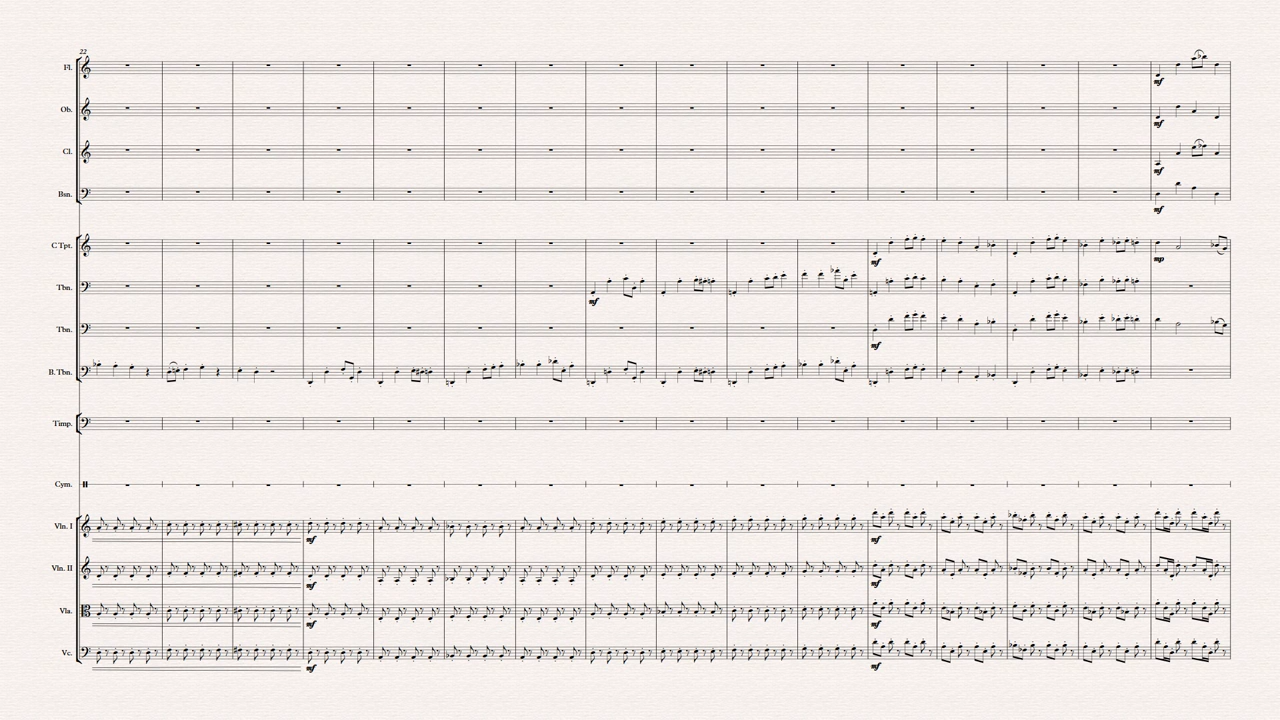 22
Fl.
mf
Ob.
mf
Cl.
mf
Bsn.
mf
C Tpt.
mf
mp
Tbn.
mf
Tbn.
mf
B. Tbn.
Timp.
Cym.
Vln. I
mf
mf
Vln. II
mf
mf
Vla.
mf
mf
Vc.
mf
mf